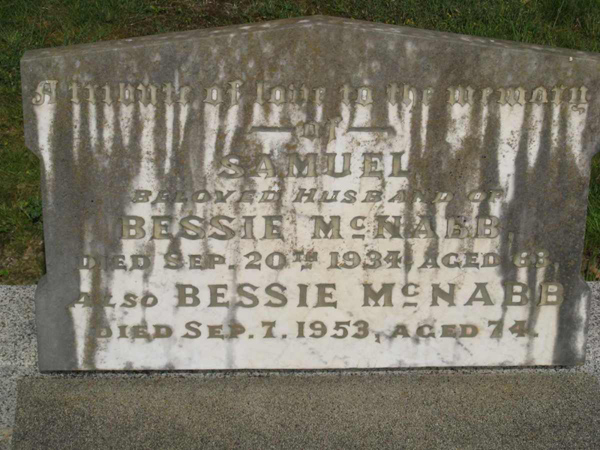 A tribute of love to the memory
of
SAMUEL
BELOVED HUSBAND OF
BESSIE McNABB.
DIED SEP. 20TH 1934, AGED
ALSO BESSIE McNABB
DIED SEP. 7, 1953, AGED 74.